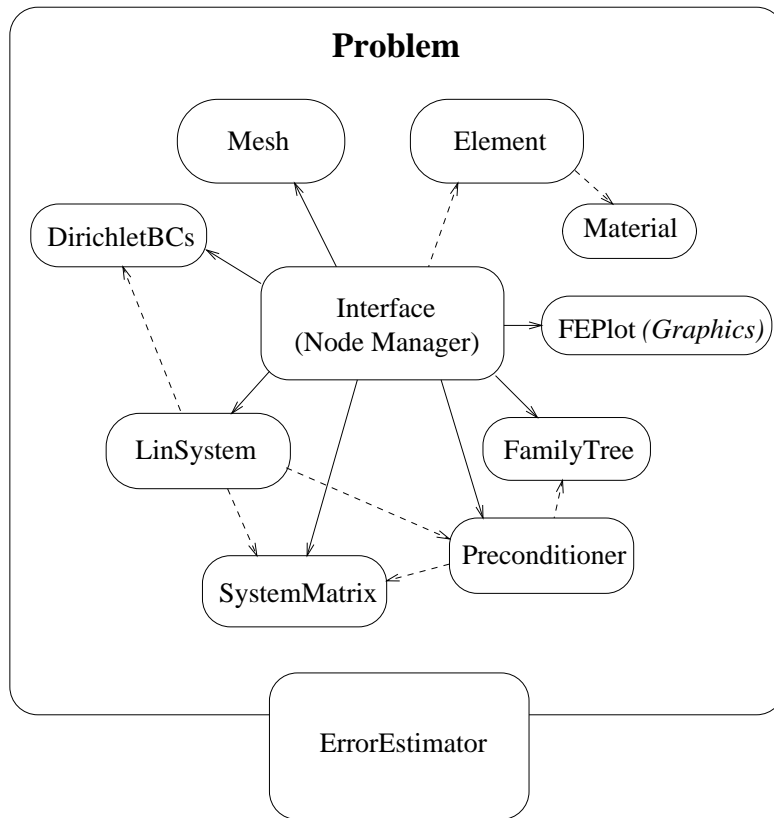 Problem
Mesh
Element
DirichletBCs
Material
Interface
(Node Manager)
FEPlot (Graphics)
LinSystem
FamilyTree
Preconditioner
SystemMatrix
ErrorEstimator